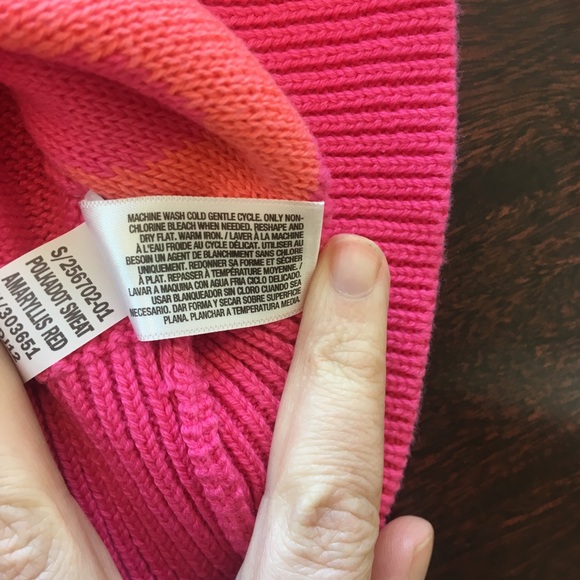 MACHINE WASH COLD GENTLE CYCLE. ONLY NON-
CHLORINE BLEACH WHEN NEEDED. RESHAPE AND
DRY FLAT. WARM IRON. / LAVER À LA MACHINE
À L'EAU FROIDE AU CYCLE DÉLICAT. UTILISER AU
BESOIN UN AGENT DE BLANCHIMENT SANS CHLORE
UNIQUEMENT. REDONNER SA FORME ET SÉCHER
À PLAT. REPASSER À TEMPÉRATURE MOYENNE. /
LAVAR A MAQUINA CON AGUA FRIA CICLO DELICADO.
USAR BLANQUEADOR SIN CLORO CUANDO SEA
NECESARIO. DAR FORMA Y SECAR SOBRE SUPERFICIE
PLANA. PLANCHAR A TEMPERATURA MEDIA.
S/256702-01
POLKADOT SWEAT
AMARYLLIS RED
303651